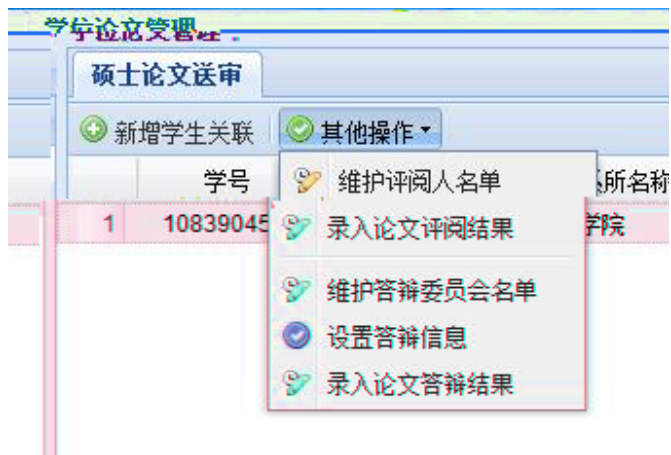 学位论文管理
硕士论文送审
新增学生关联 其他操作
学号 所名称
维护评阅人名单
1 10839045 学院
录入论文评阅结果
维护答辩委员会名单
设置答辩信息
录入论文答辩结果